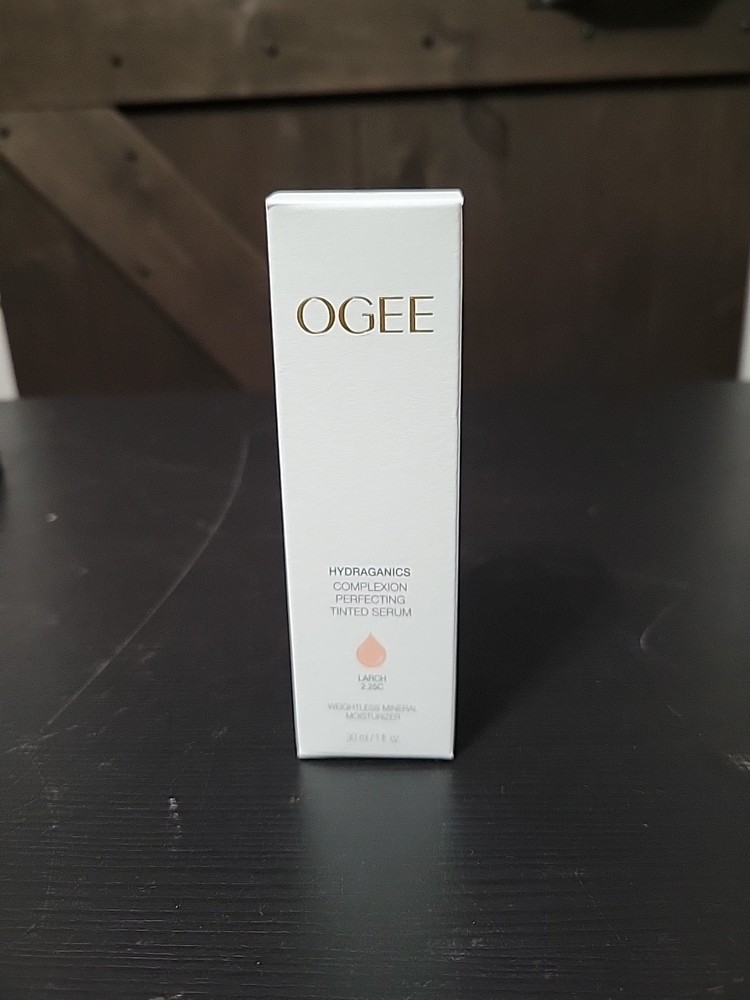 OGEE
HYDRAGANICS
COMPLEXION
PERFECTING
TINTED SERUM
LARCH
2.25C
WEIGHTLESS MINERAL
MOISTURIZER
30 ml / 1 fl oz